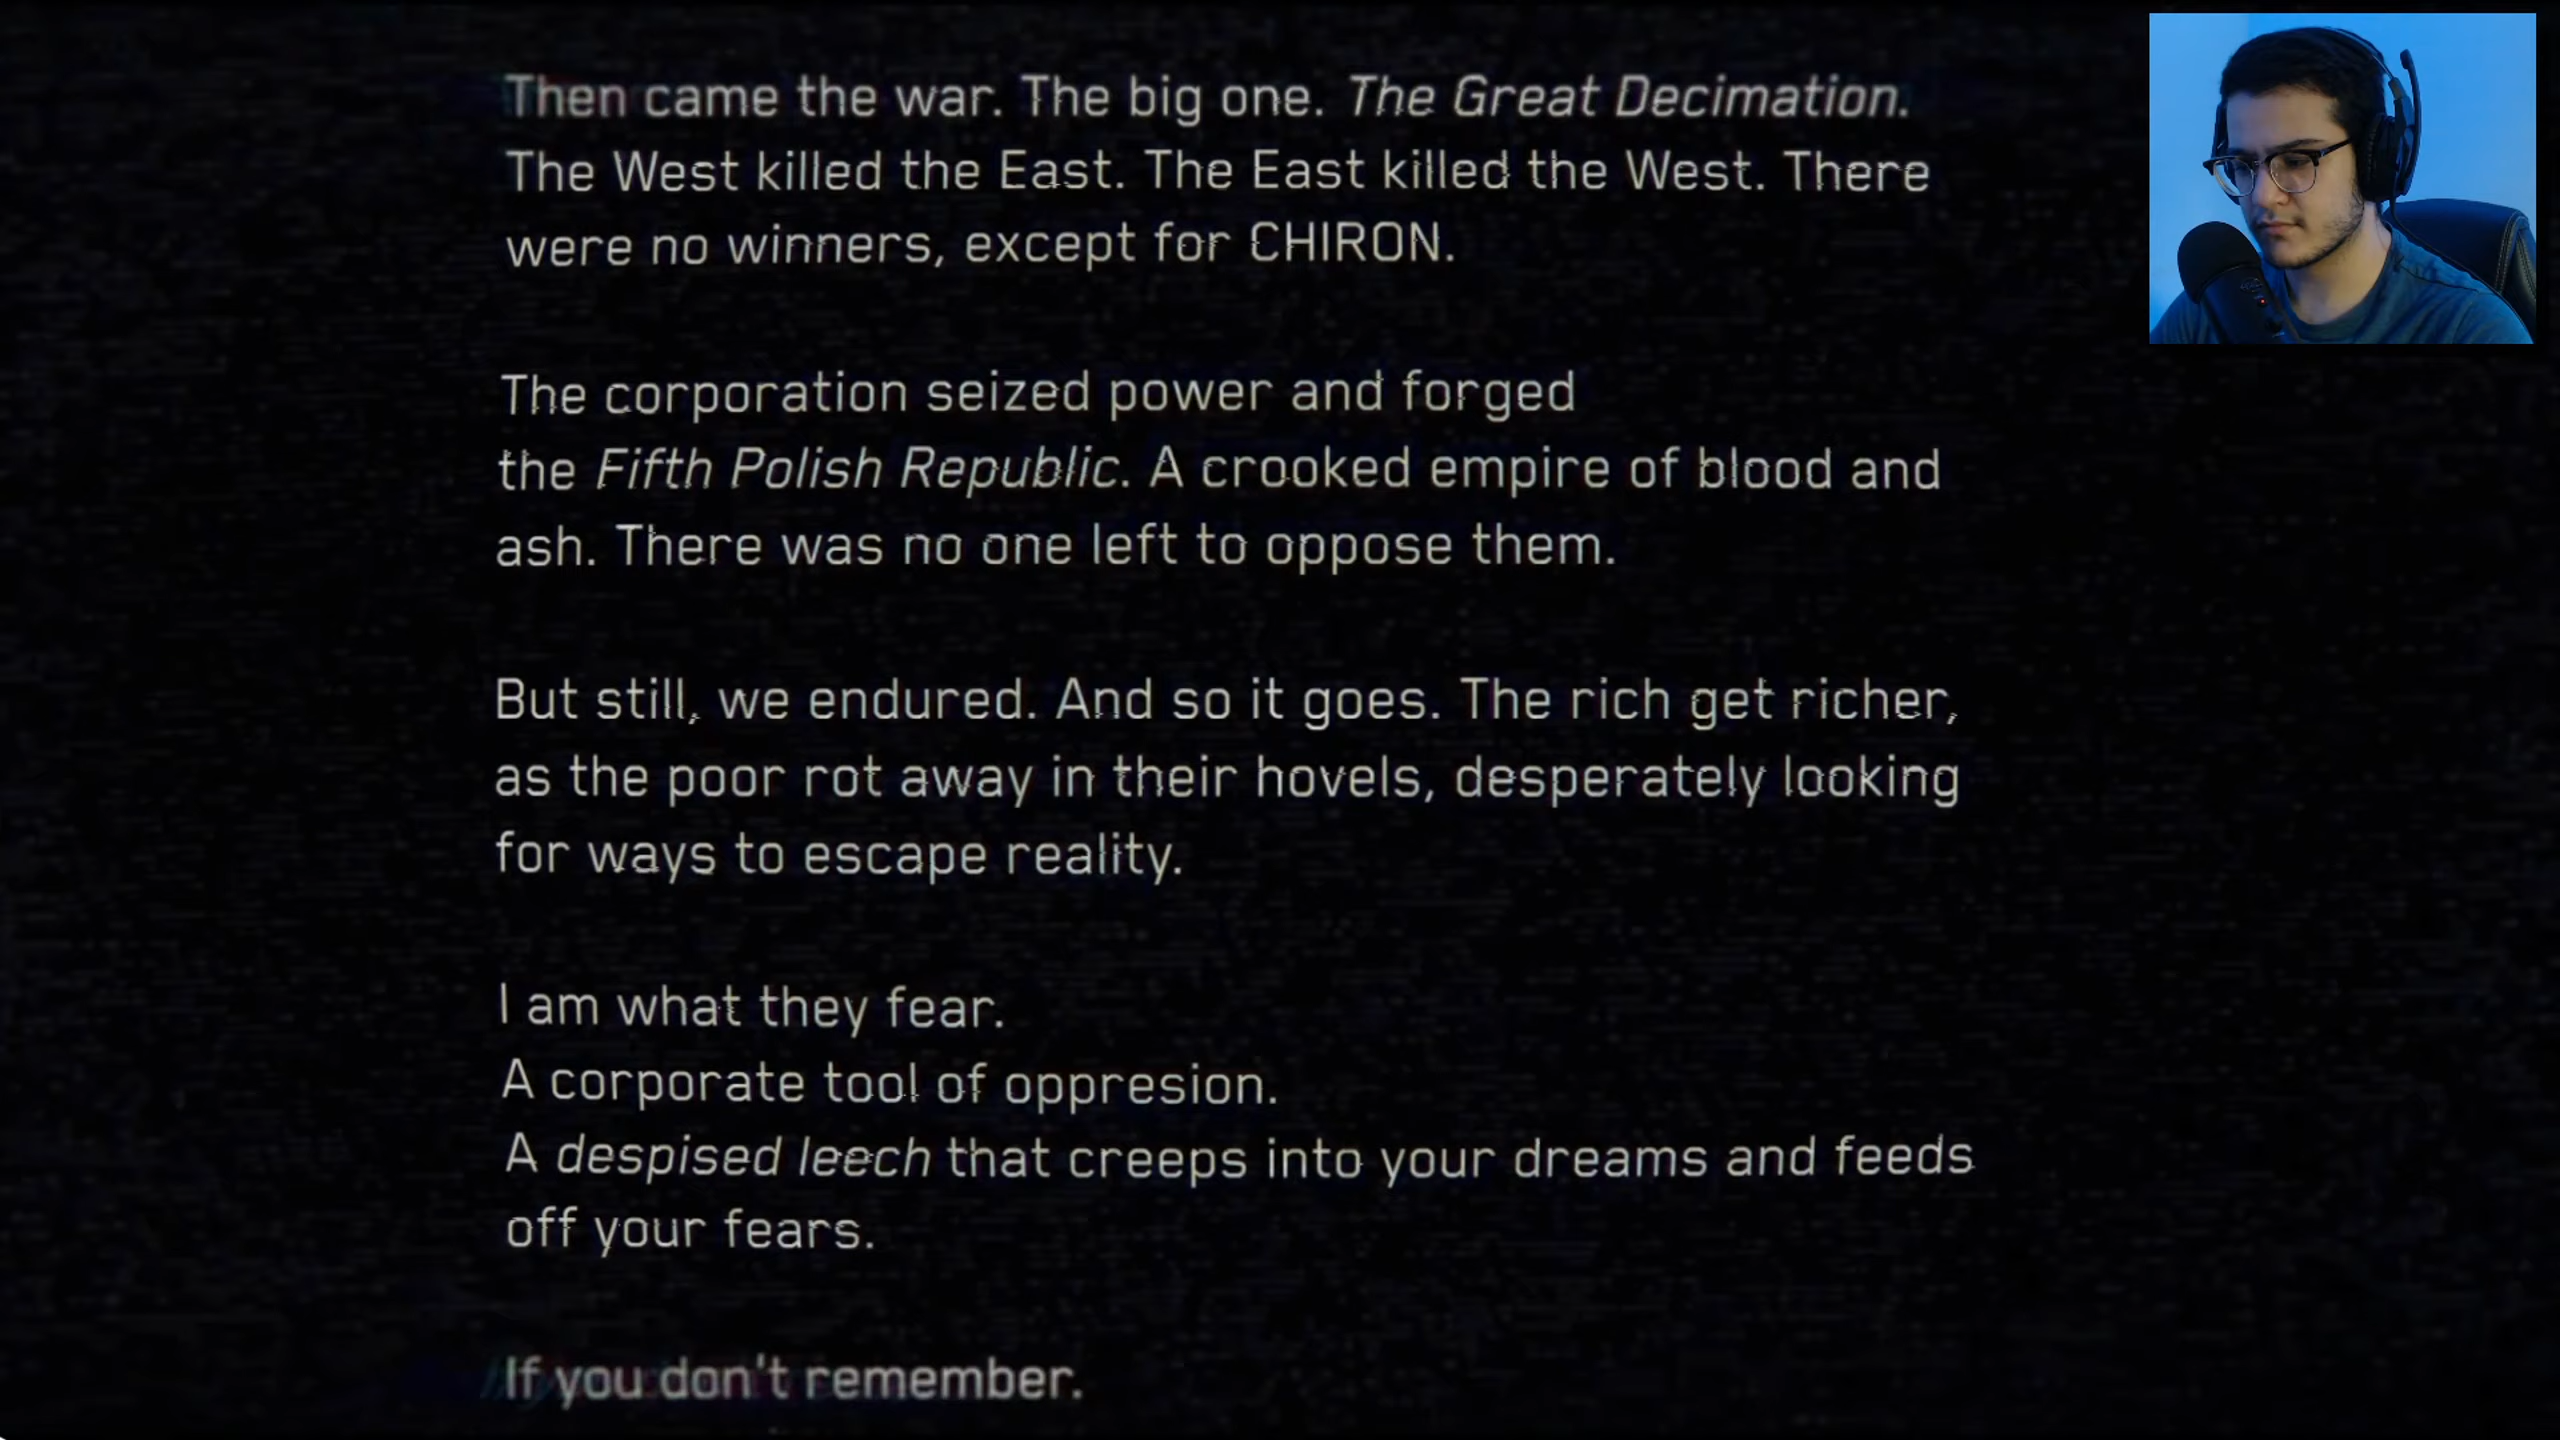 Then came the war. The big one. The Great Decimation.
The West killed the East. The East killed the West. There
were no winners, except for CHIRON.
The corporation seized power and forged
the Fifth Polish Republic. A crooked empire of blood and
ash. There was no one left to oppose them.
But still, we endured. And so it goes. The rich get richer,
as the poor rot away in their hovels, desperately looking
for ways to escape reality.
I am what they fear.
A corporate tool of oppresion.
A despised leech that creeps into your dreams and feeds
off your fears.
If you don't remember.